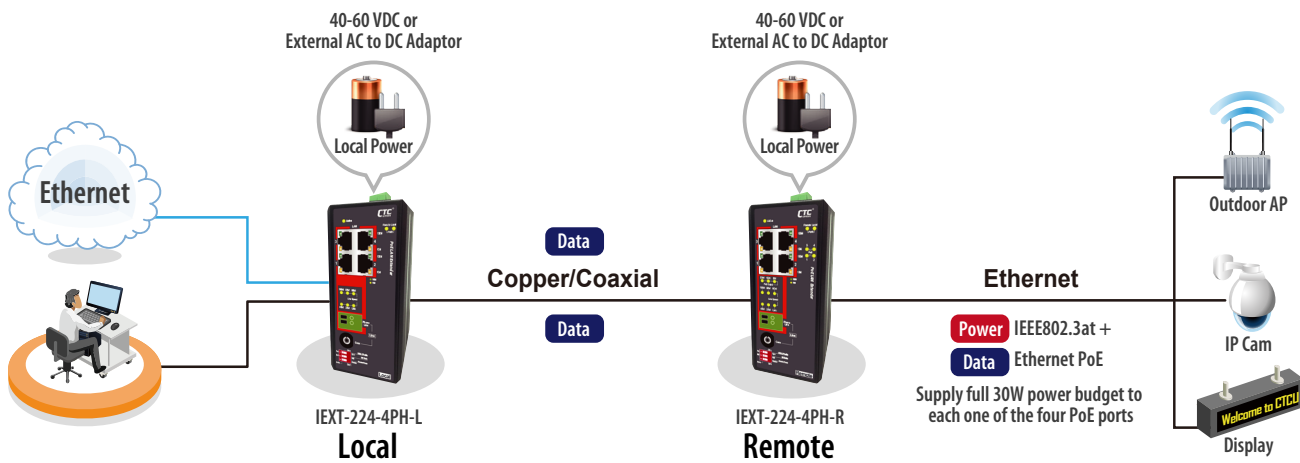 40-60 VDC or
External AC to DC Adaptor
Local Power
40-60 VDC or
External AC to DC Adaptor
Local Power
Ethernet
CTC
Local
IEXT-224-4PH-L
Local
Data
Copper/Coaxial
Data
CTC
Remote
IEXT-224-4PH-R
Remote
Ethernet
Power IEEE802.3at +
Data Ethernet PoE
Supply full 30W power budget to
each one of the four PoE ports
Outdoor AP
IP Cam
Welcome to CTCU
Display